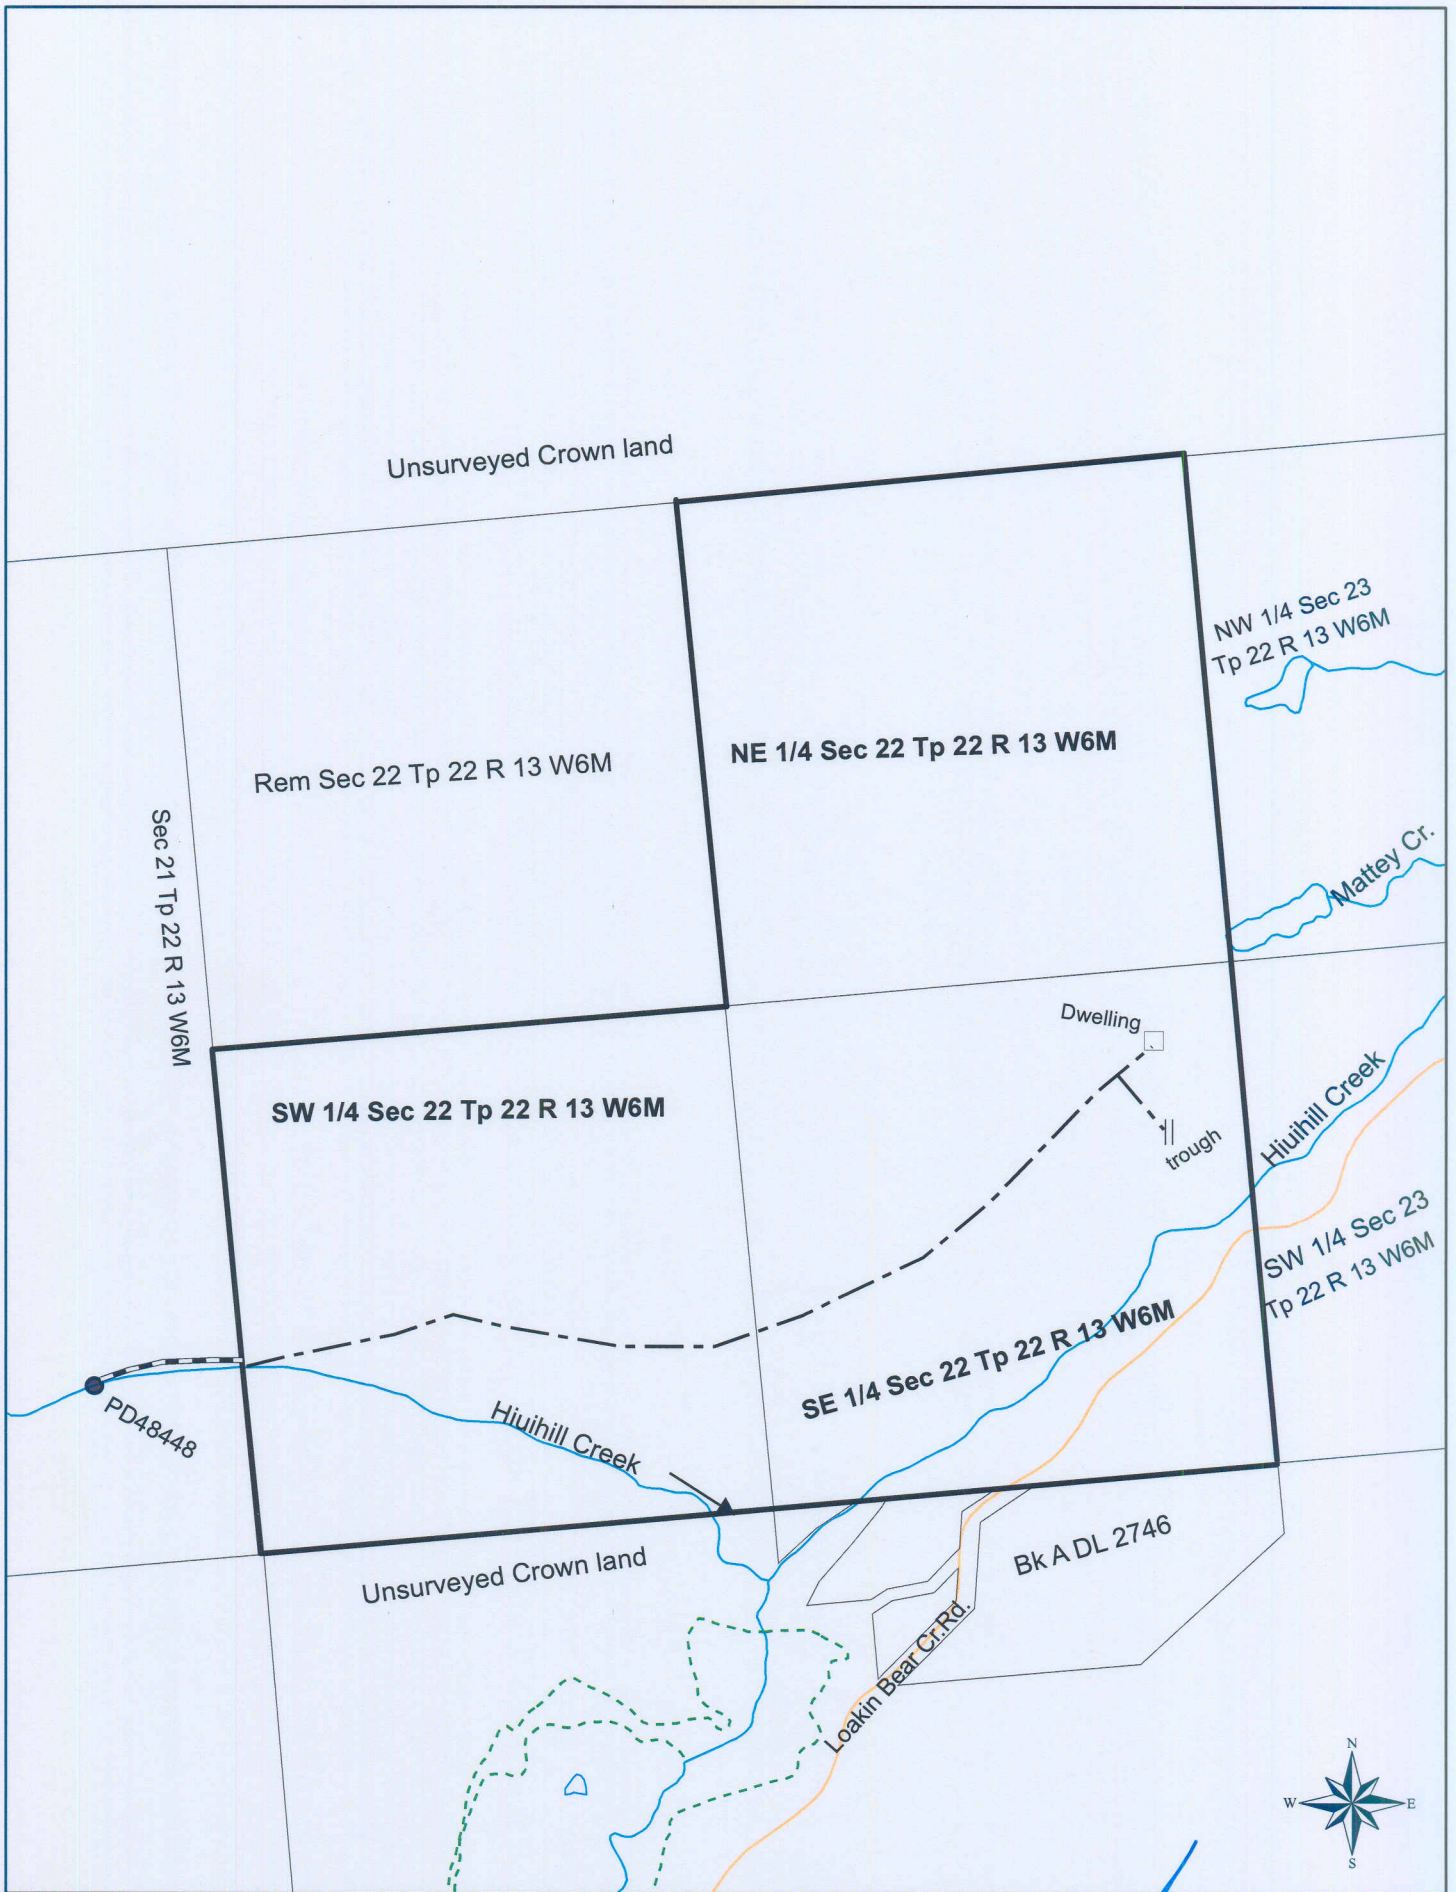 Unsurveyed Crown land
NW 1/4 Sec 23
Tp 22 R 13 W6M
NE 1/4 Sec 22 Tp 22 R 13 W6M
Rem Sec 22 Tp 22 R 13 W6M
Sec 21 Tp 22 R 13 W6M
Mattey Cr.
Dwelling
trough
Hiuihill Creek
SW 1/4 Sec 22 Tp 22 R 13 W6M
SW 1/4 Sec 23
Tp 22 R 13 W6M
SE 1/4 Sec 22 Tp 22 R 13 W6M
PD48448
Hiuihill Creek
Unsurveyed Crown land
Bk A DL 2746
Loakin Bear Cr.Rd.
N
W
E
S